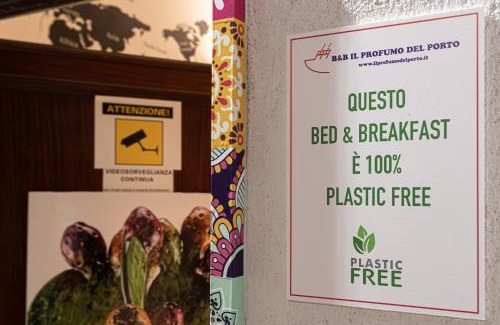 ATTENZIONE!
VIDEOSORVEGLIANZA
CONTINUA
B&B IL PROFUMO DEL PORTO
www.ilprofumodelporto.it
QUESTO
BED & BREAKFAST
È 100%
PLASTIC FREE
PLASTIC
FREE